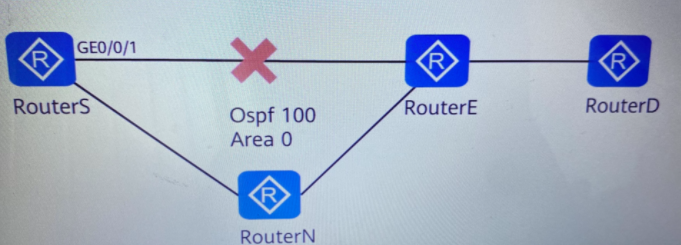 GE0/0/1
R
R
R
RouterS
Ospf 100
RouterE
RouterD
Area 0
R
RouterN